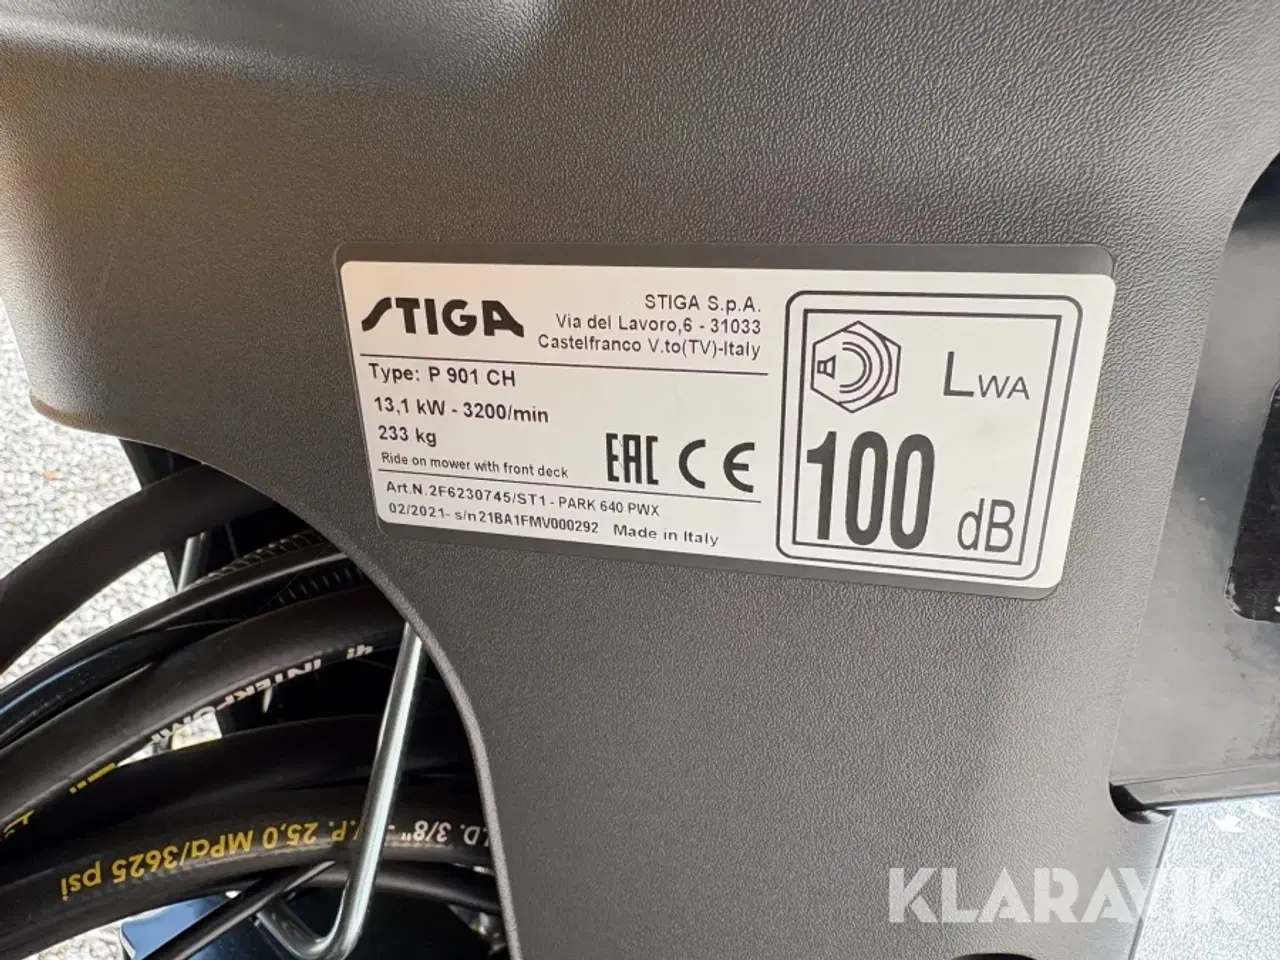 STIGA
STIGA S.p.A.
Via del Lavoro,6 - 31033
Castelfranco V.to(TV)-Italy
Type: P 901 CH
13,1 kW - 3200/min
233 kg
Ride on mower with front deck
EAC CE
Art.N.2F6230745/ST1 - PARK 640 PWX
02/2021- s/n21BA1FMV000292 Made in Italy
LWA
100 dB
.D. 3/8"
.P. 25,0 MPa/3625 psi
KLARAVIK